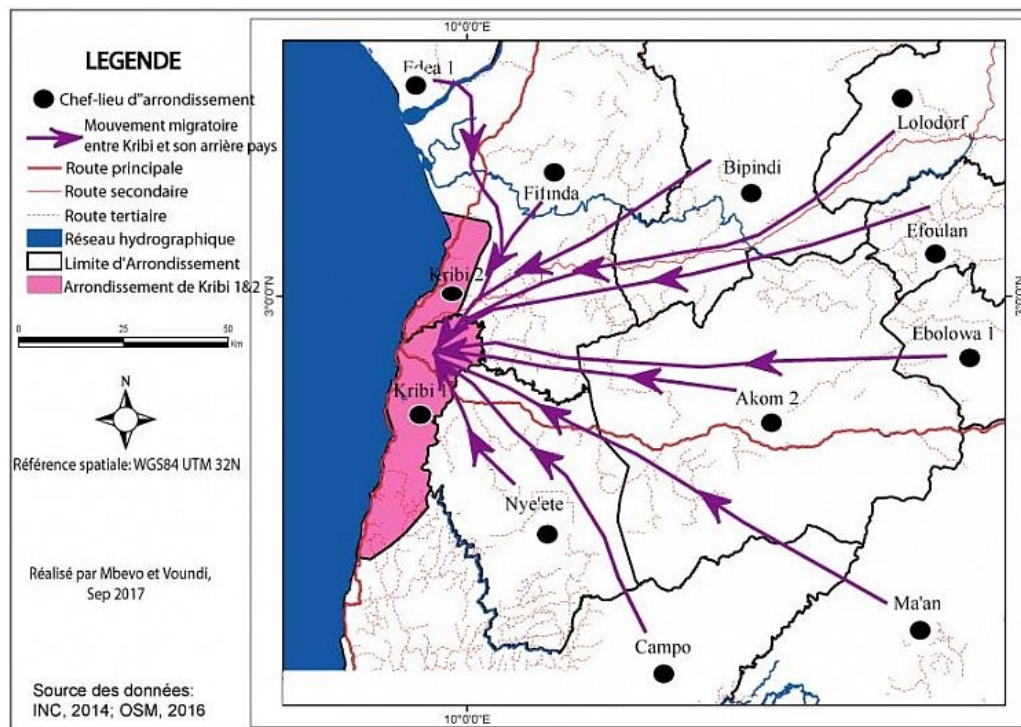 LEGENDE
Chef-lieu d"arrondissement
Mouvement migratoire
entre Kribi et son arrière pays
Route principale
Route secondaire
Route tertiaire
Réseau hydrographique
Limite d'Arrondissement
Arrondissement de Kribi 1&2
0 25 50
Km
N
Référence spatiale: WGS84 UTM 32N
Réalisé par Mbevo et Voundi,
Sep 2017
Source des données:
INC, 2014; OSM, 2016
10°0'0"E
Edea 1
Lolodorf
Bipindi
Fifinda
Efoulan
Kribi 2
3°0'0"N
3°0'0"N
Ebolowa 1
Kribi 1
Akom 2
Nye'ete
Ma'an
Campo
10°0'0"E